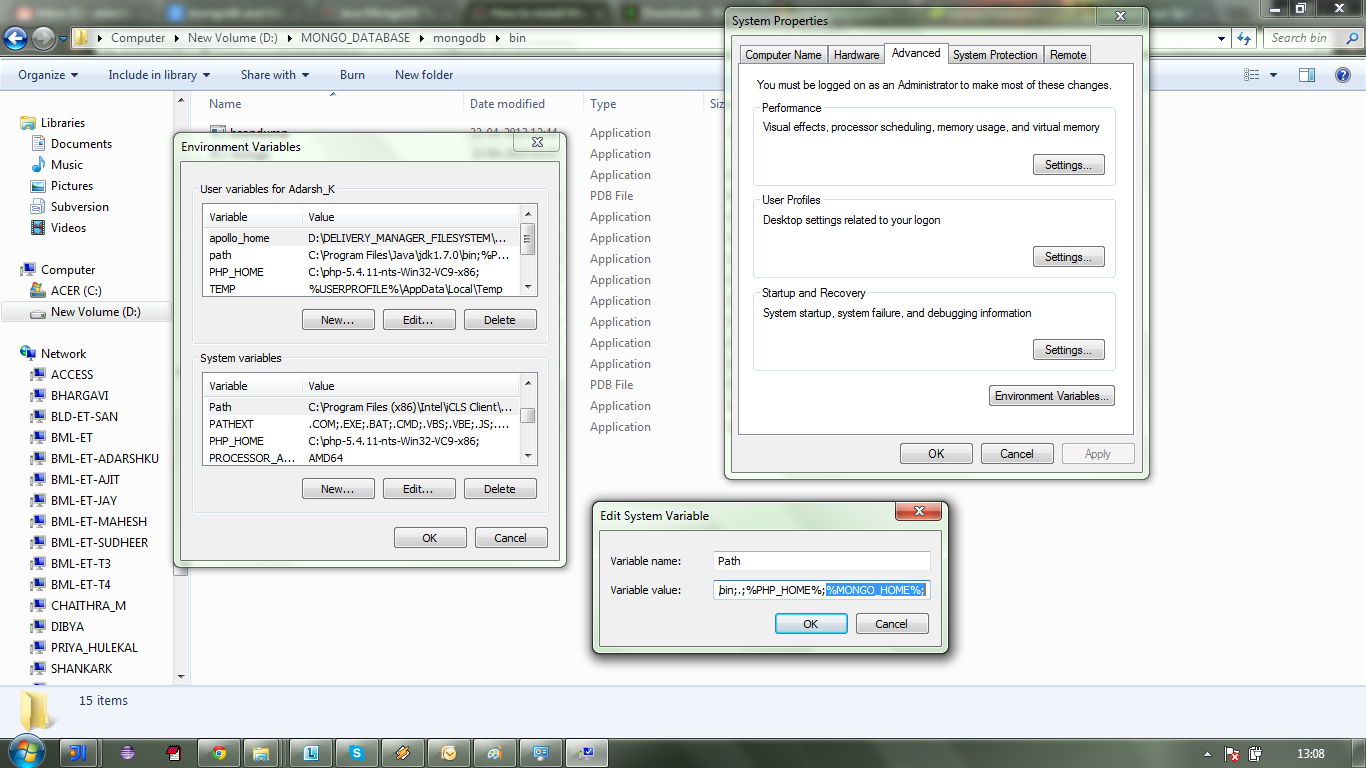 System Properties
Computer Name Hardware Advanced System Protection Remote
You must be logged on as an Administrator to make most of these changes.
Performance
Visual effects, processor scheduling, memory usage, and virtual memory
Settings...
User Profiles
Desktop settings related to your logon
Settings...
Startup and Recovery
System startup, system failure, and debugging information
Settings...
Environment Variables...
OK Cancel Apply
Computer New Volume (D:) MONGO_DATABASE mongodb bin
Search bin
Organize Include in library Share with Burn New folder
Name Date modified Type Siz
Libraries
Documents
Music
Pictures
Subversion
Videos
Computer
ACER (C:)
New Volume (D:)
Network
ACCESS
BHARGAVI
BLD-ET-SAN
BML-ET
BML-ET-ADARSHKU
BML-ET-AJIT
BML-ET-JAY
BML-ET-MAHESH
BML-ET-SUDHEER
BML-ET-T3
BML-ET-T4
CHAITHRA_M
DIBYA
PRIYA_HULEKAL
SHANKARK
Application
Application
Application
PDB File
Application
Application
Application
Application
Application
Application
Application
Application
PDB File
Application
Application
Environment Variables
User variables for Adarsh_K
Variable Value
apollo_home D:\DELIVERY_MANAGER_FILESYSTEM\...
path C:\Program Files\Java\jdk1.7.0\bin;%P...
PHP_HOME C:\php-5.4.11-nts-Win32-VC9-x86;
TEMP %USERPROFILE%\AppData\Local\Temp
New... Edit... Delete
System variables
Variable Value
Path C:\Program Files (x86)\Intel\iCLS Client\...
PATHEXT .COM;.EXE;.BAT;.CMD;.VBS;.VBE;.JS;....
PHP_HOME C:\php-5.4.11-nts-Win32-VC9-x86;
PROCESSOR_A... AMD64
New... Edit... Delete
OK Cancel
Edit System Variable
Variable name: Path
Variable value: bin;.;%PHP_HOME%;%MONGO_HOME%;
OK Cancel
15 items
13:08